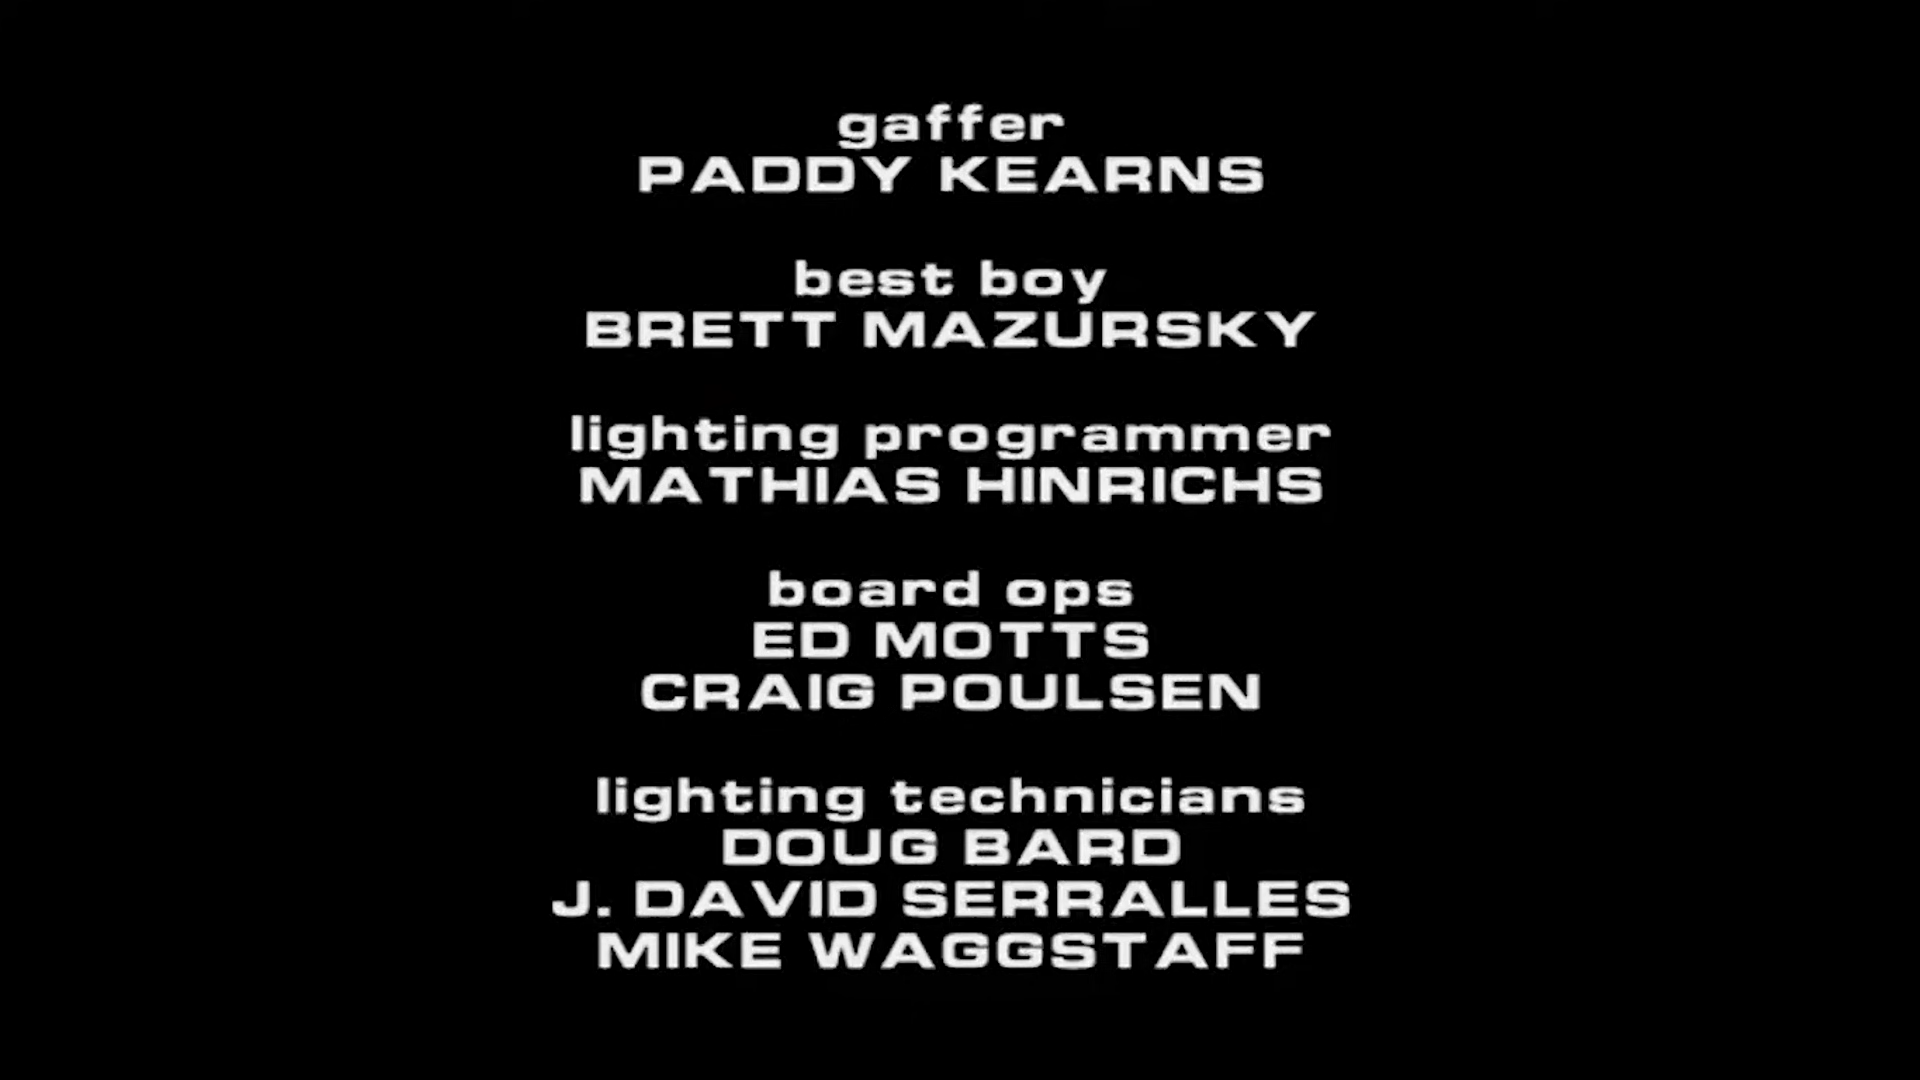 gaffer
PADDY KEARNS
best boy
BRETT MAZURSKY
lighting programmer
MATHIAS HINRICHS
board ops
ED MOTTS
CRAIG POULSEN
lighting technicians
DOUG BARD
J. DAVID SERRALLES
MIKE WAGGSTAFF